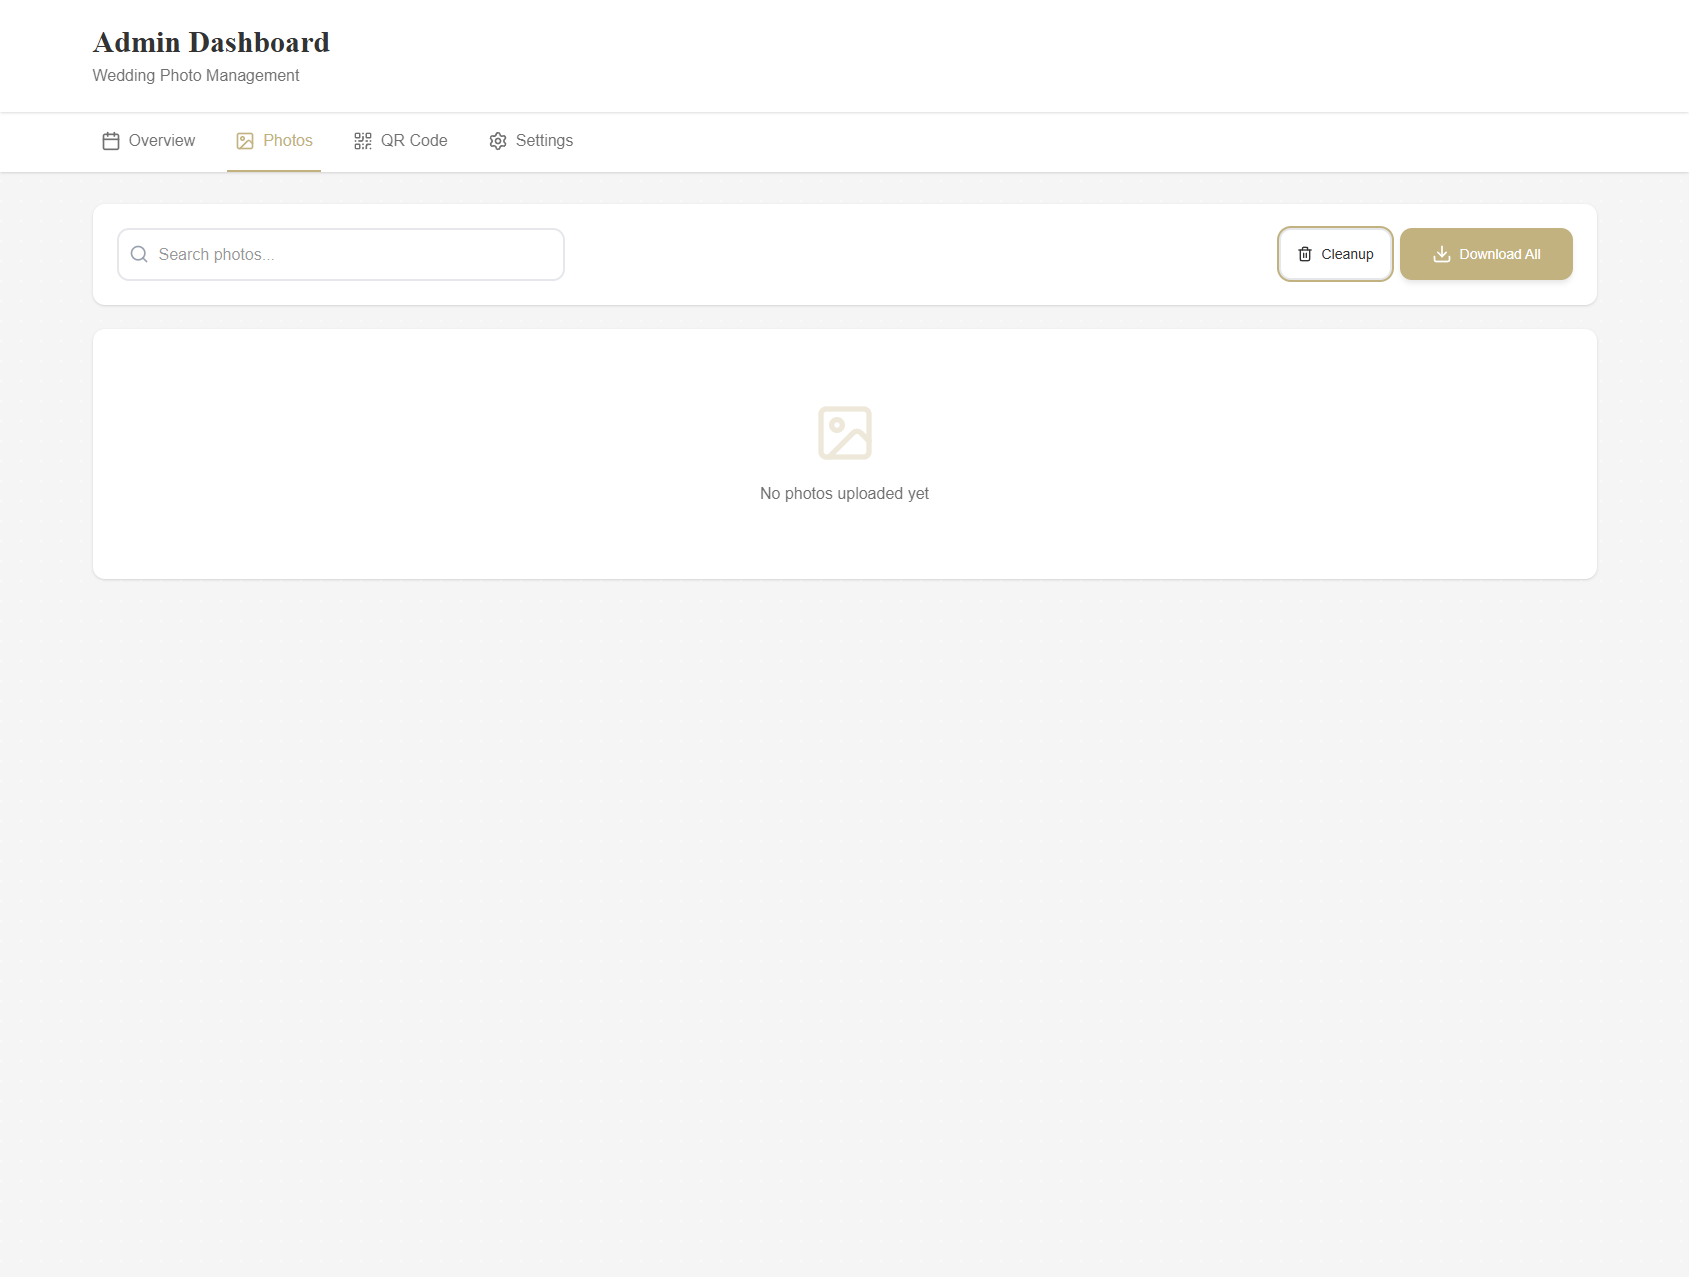 Admin Dashboard
Wedding Photo Management
Overview
Photos
QR Code
Settings
Search photos...
Cleanup
Download All
No photos uploaded yet